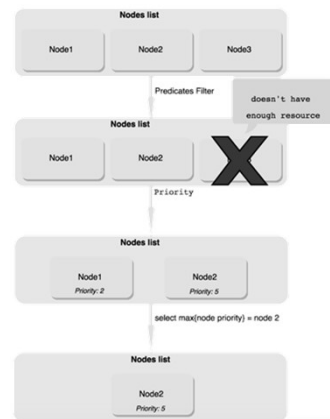 Nodes list
Node1 Node2 Node3
Predicates Filter
doesn't have
enough resource
Nodes list
Node1 Node2
Priority
Nodes list
Node1 Node2
Priority: 2 Priority: 5
select max(node priority) = node 2
Nodes list
Node2
Priority: 5